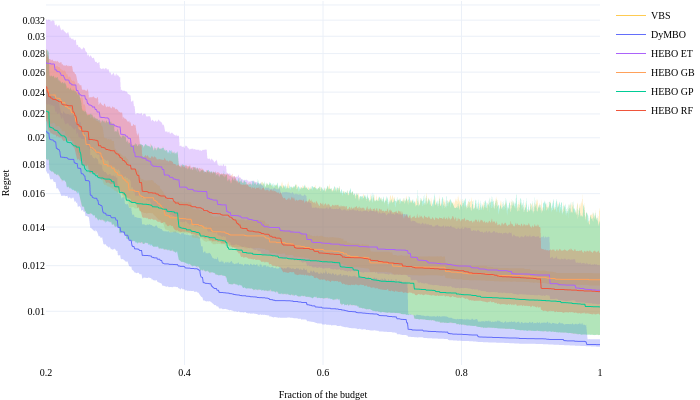 0.032
0.03
0.028
0.026
0.024
0.022
0.02
0.018
0.016
0.014
0.012
0.01
Regret
0.2
0.4
0.6
0.8
1
Fraction of the budget
VBS
DyMBO
HEBO ET
HEBO GB
HEBO GP
HEBO RF